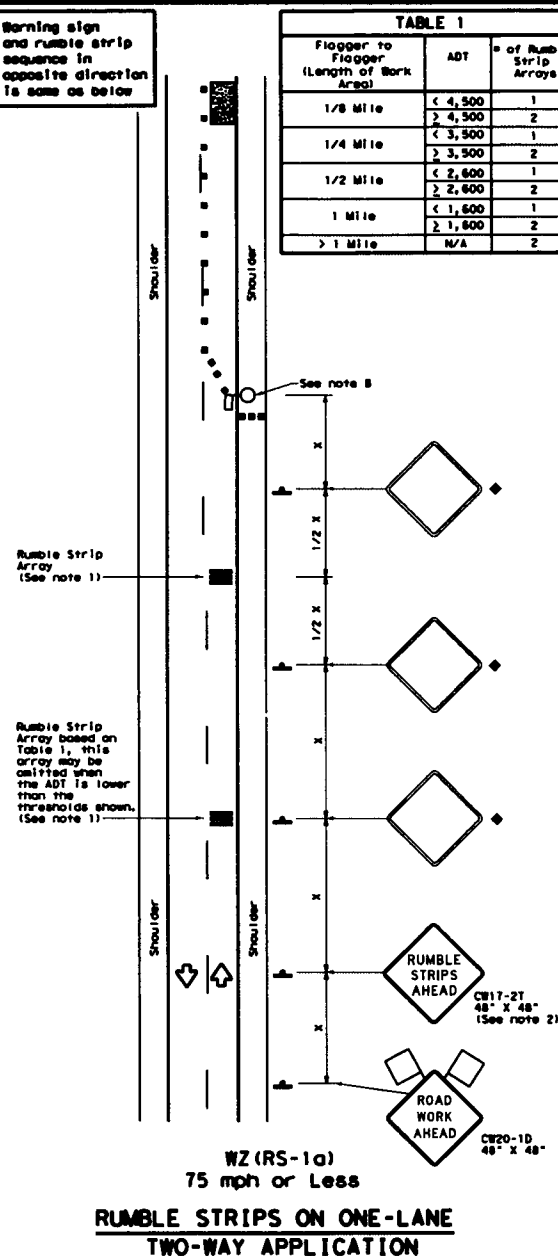 Warning sign
and rumble strip
sequence in
opposite direction
is same as below
TABLE 1
Flagger to
Flagger
(Length of Work
Area)
ADT
# of Rumb
Strip
Arrays
1/8 Mile
< 4,500
1
≥ 4,500
2
1/4 Mile
< 3,500
1
≥ 3,500
2
1/2 Mile
< 2,600
1
≥ 2,600
2
1 Mile
< 1,600
1
≥ 1,600
2
> 1 Mile
N/A
2
Shoulder
Shoulder
See note 8
X
1/2 X
Rumble Strip
Array
(See note 1)
1/2 X
X
Rumble Strip
Array based on
Table 1, this
array may be
omitted when
the ADT is lower
than the
thresholds shown.
(See note 1)
X
Shoulder
Shoulder
RUMBLE
STRIPS
AHEAD
CW17-2T
48" X 48"
(See note 2)
X
ROAD
WORK
AHEAD
CW20-1D
48" X 48"
WZ(RS-1a)
75 mph or Less
RUMBLE STRIPS ON ONE-LANE
TWO-WAY APPLICATION